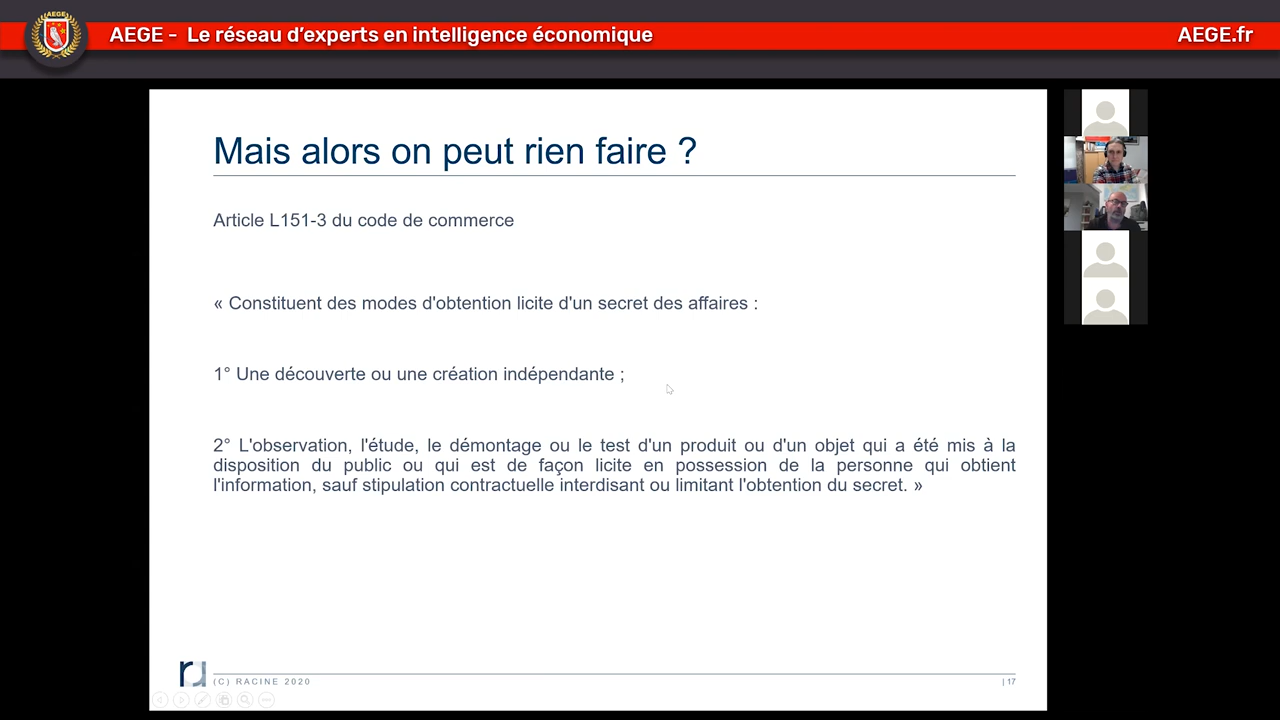 AEGE
AEGE - Le réseau d'experts en intelligence économique
AEGE.fr
Mais alors on peut rien faire ?
Article L151-3 du code de commerce
« Constituent des modes d'obtention licite d'un secret des affaires :
1° Une découverte ou une création indépendante ;
2° L'observation, l'étude, le démontage ou le test d'un produit ou d'un objet qui a été mis à la
disposition du public ou qui est de façon licite en possession de la personne qui obtient
l'information, sauf stipulation contractuelle interdisant ou limitant l'obtention du secret. »
ra
(C) RACINE 2020
| 17